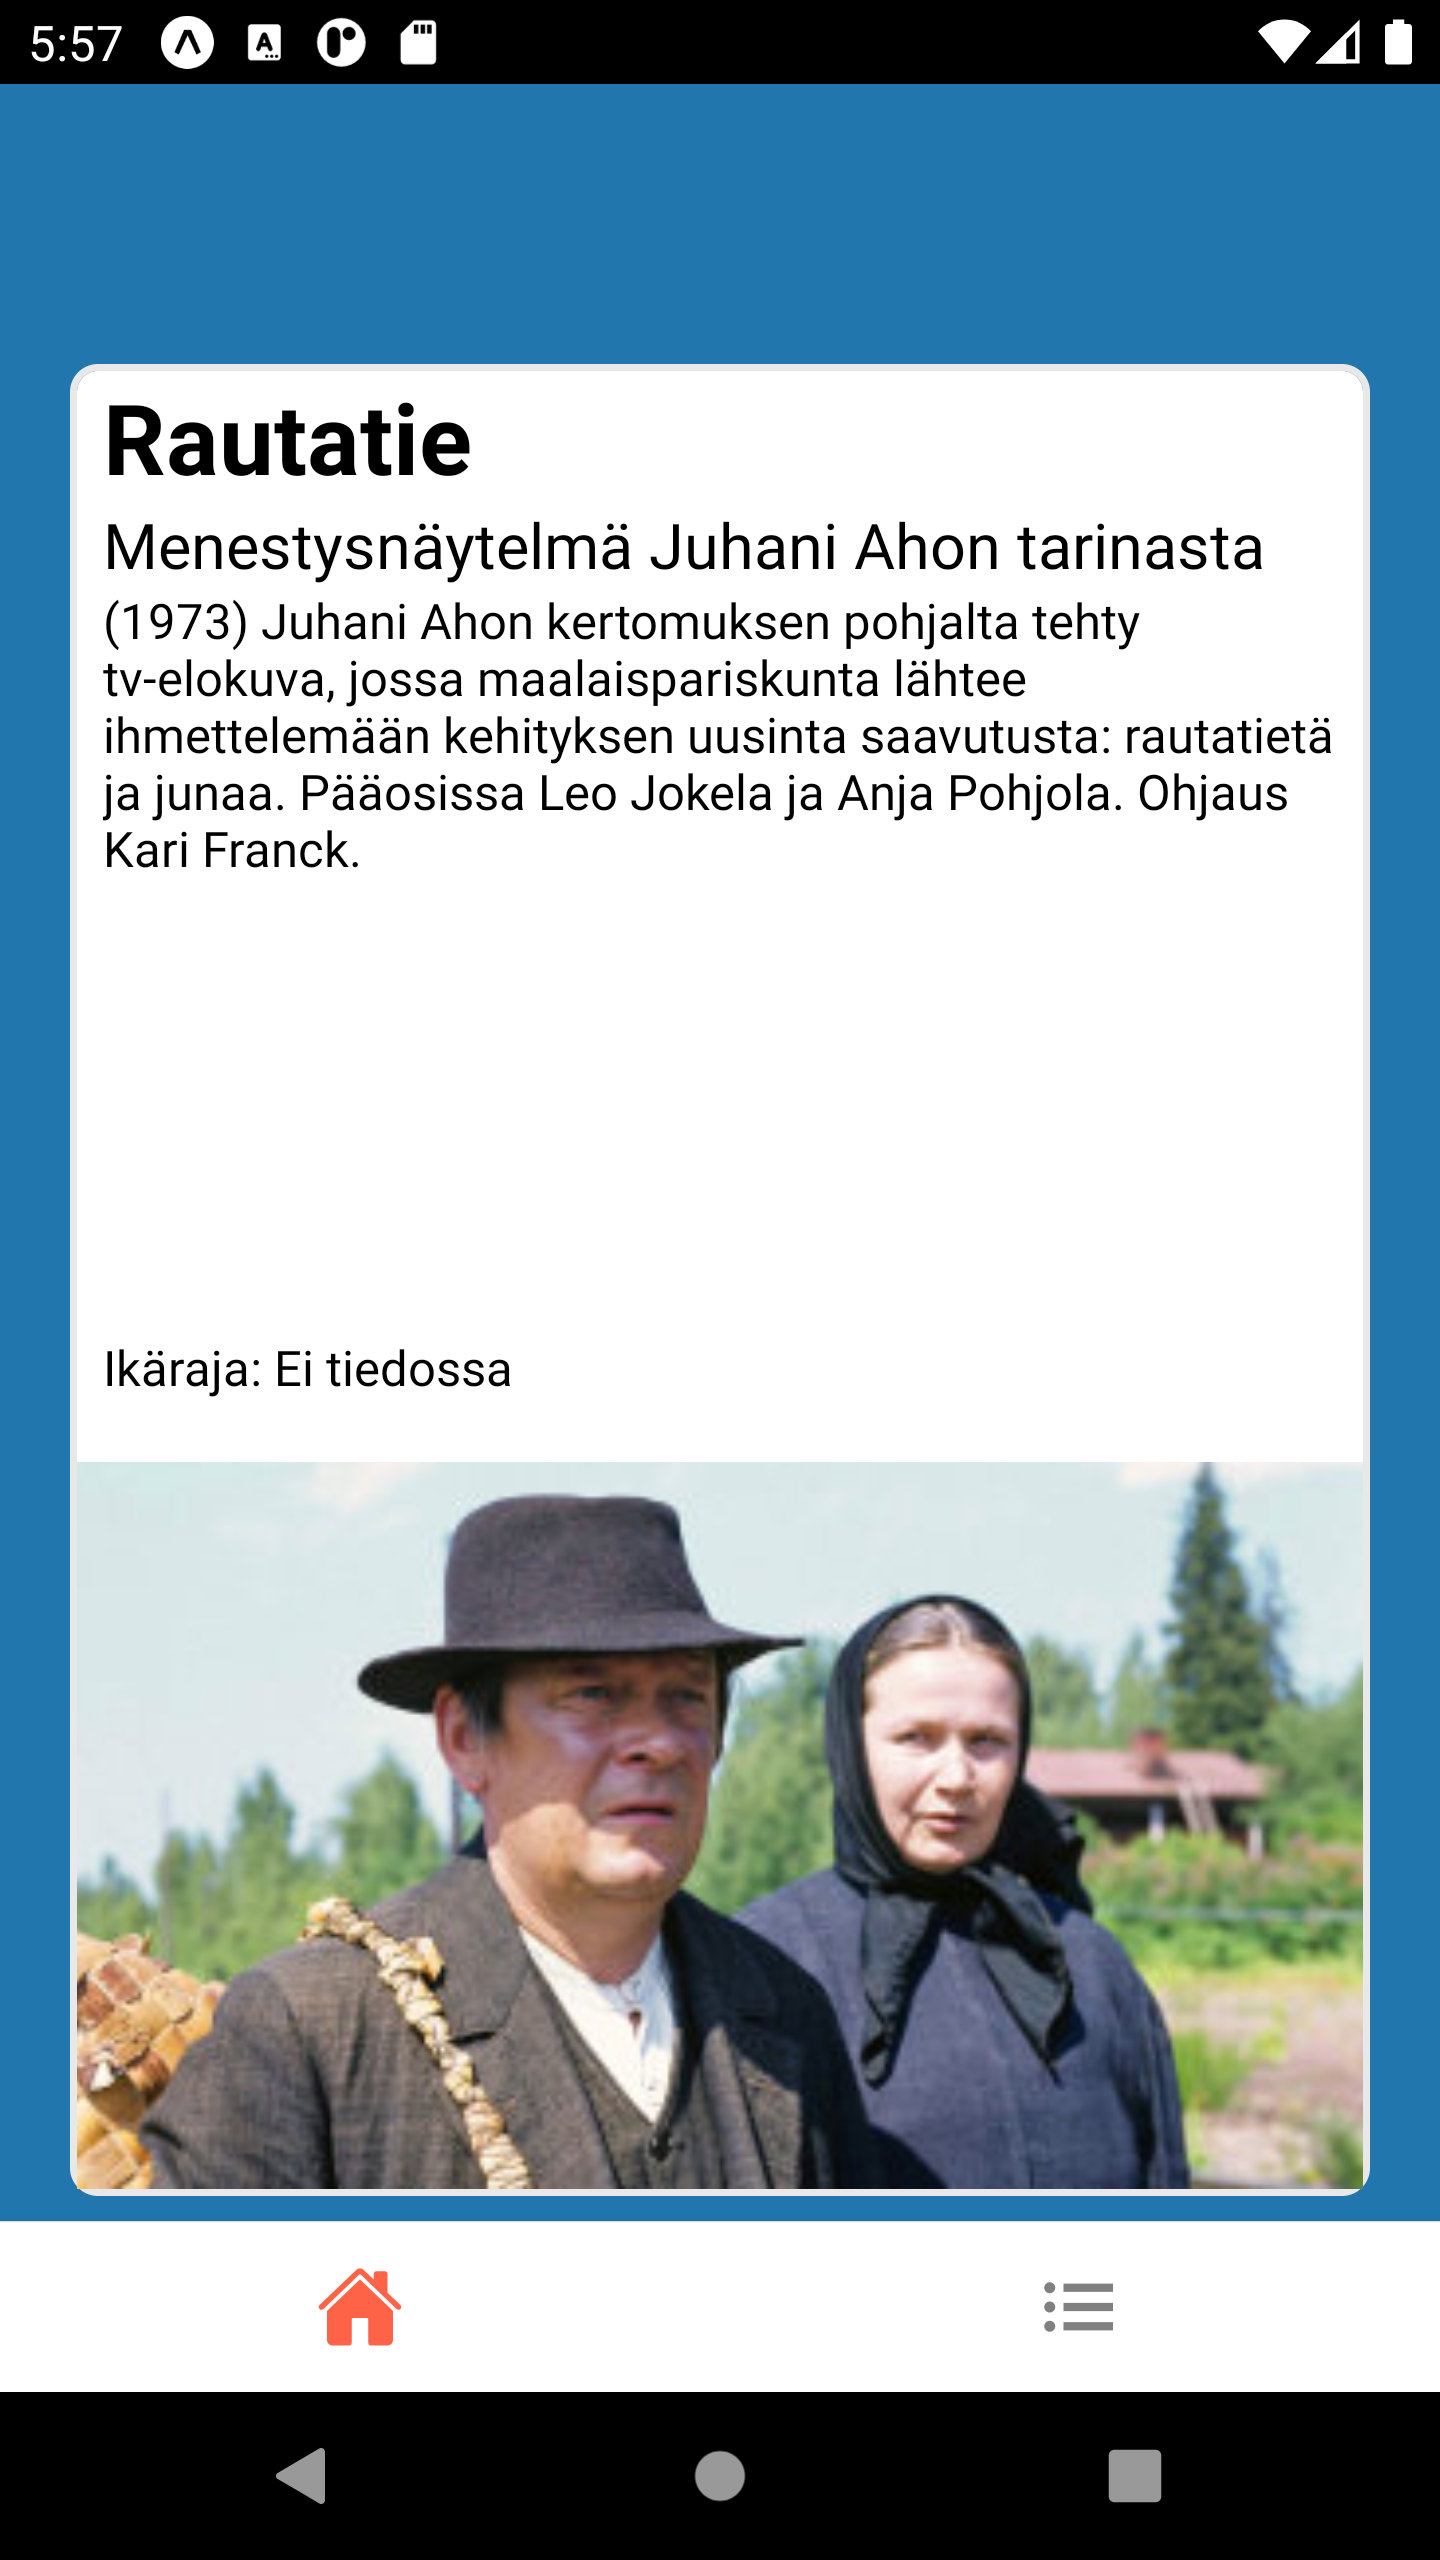 5:57
Rautatie
Menestysnäytelmä Juhani Ahon tarinasta
(1973) Juhani Ahon kertomuksen pohjalta tehty
tv-elokuva, jossa maalaispariskunta lähtee
ihmettelemään kehityksen uusinta saavutusta: rautatietä
ja junaa. Pääosissa Leo Jokela ja Anja Pohjola. Ohjaus
Kari Franck.
Ikäraja: Ei tiedossa